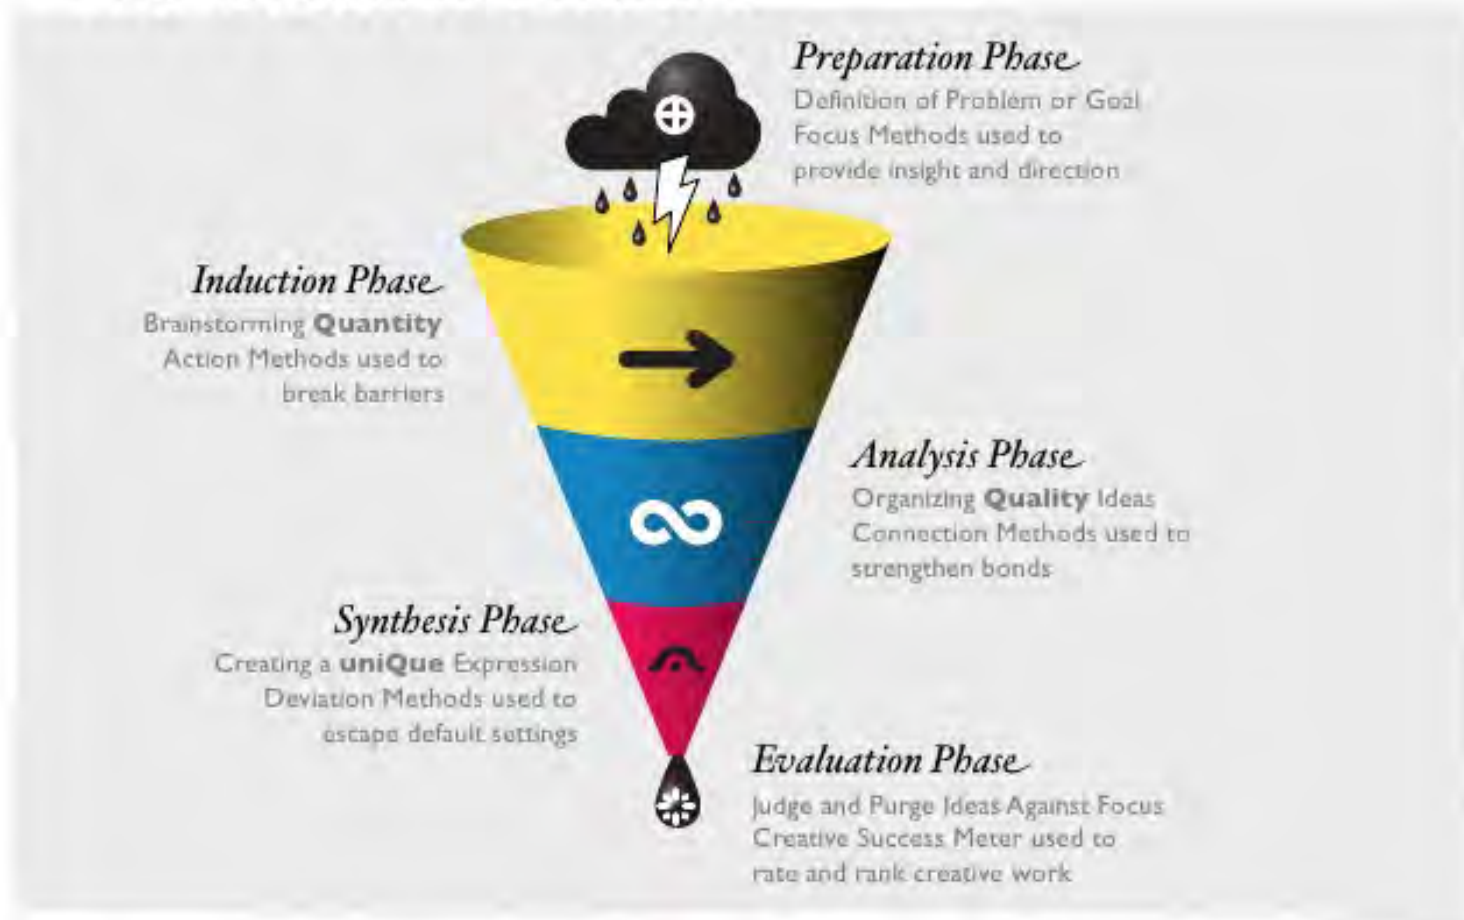 Preparation Phase
Definition of Problem or Goal
Focus Methods used to
provide insight and direction
Induction Phase
Brainstorming Quantity
Action Methods used to
break barriers
Analysis Phase
Organizing Quality Ideas
Connection Methods used to
strengthen bonds
Synthesis Phase
Creating a uniQue Expression
Deviation Methods used to
escape default settings
Evaluation Phase
Judge and Purge Ideas Against Focus
Creative Success Meter used to
rate and rank creative work